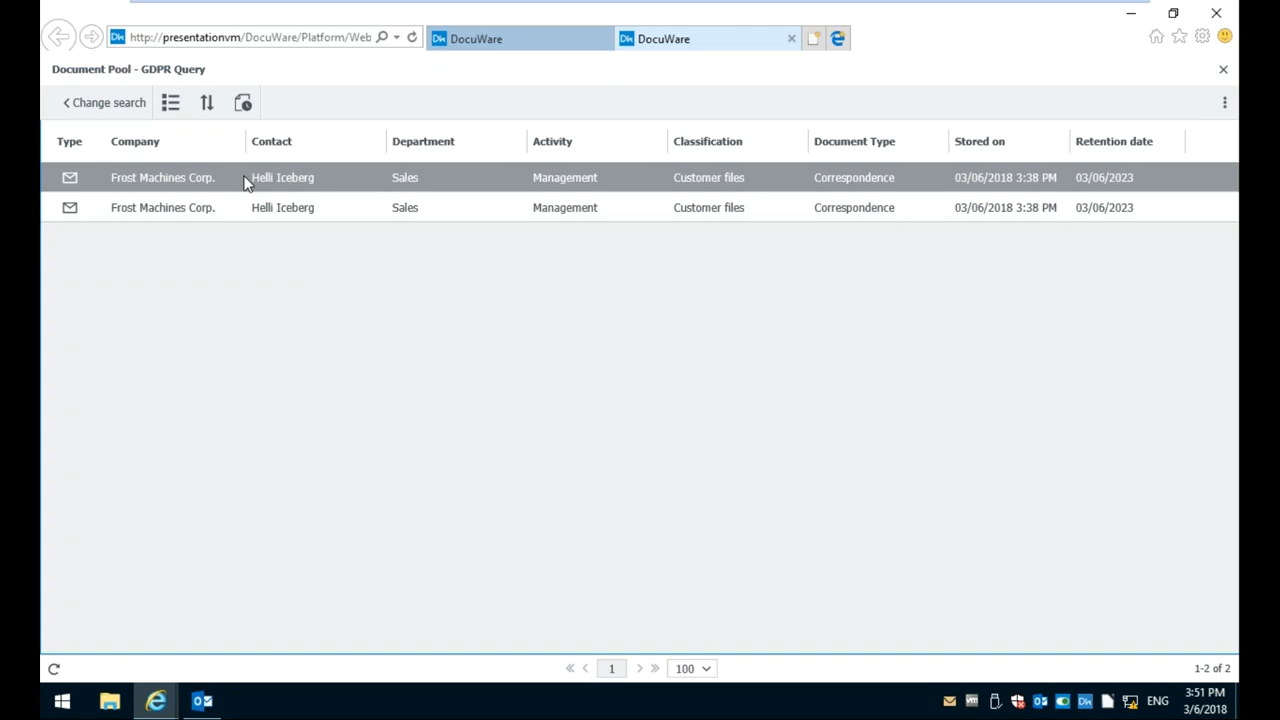 http://presentationvm/DocuWare/Platform/Web DocuWare DocuWare
Document Pool - GDPR Query
Change search
Type Company Contact Department Activity Classification Document Type Stored on Retention date
Frost Machines Corp. Helli Iceberg Sales Management Customer files Correspondence 03/06/2018 3:38 PM 03/06/2023
Frost Machines Corp. Helli Iceberg Sales Management Customer files Correspondence 03/06/2018 3:38 PM 03/06/2023
1 100 1-2 of 2
ENG 3:51 PM
3/6/2018